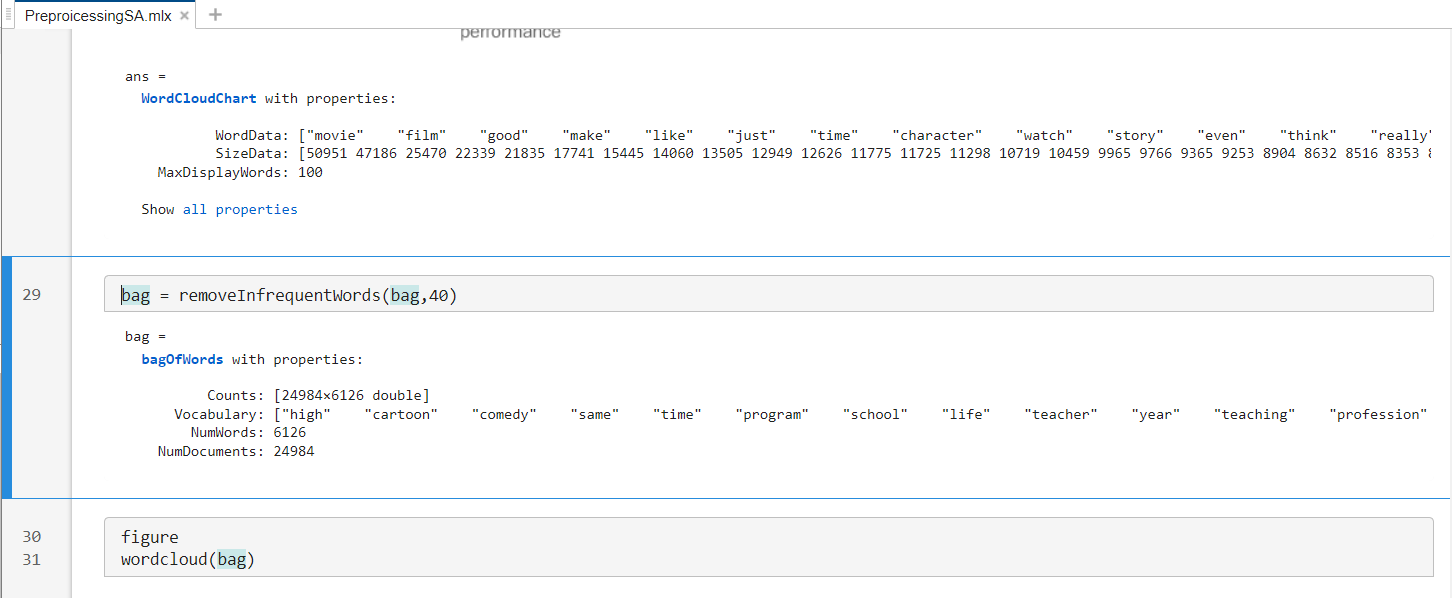 PreproicessingSA.mlx × +
performance
ans =
WordCloudChart with properties:
WordData: ["movie" "film" "good" "make" "like" "just" "time" "character" "watch" "story" "even" "think" "really"
SizeData: [50951 47186 25470 22339 21835 17741 15445 14060 13505 12949 12626 11775 11725 11298 10719 10459 9965 9766 9365 9253 8904 8632 8516 8353
MaxDisplayWords: 100
Show all properties
29 bag = removeInfrequentWords(bag,40)
bag =
bagOfWords with properties:
Counts: [24984×6126 double]
Vocabulary: ["high" "cartoon" "comedy" "same" "time" "program" "school" "life" "teacher" "year" "teaching" "profession"
NumWords: 6126
NumDocuments: 24984
30 figure
31 wordcloud(bag)